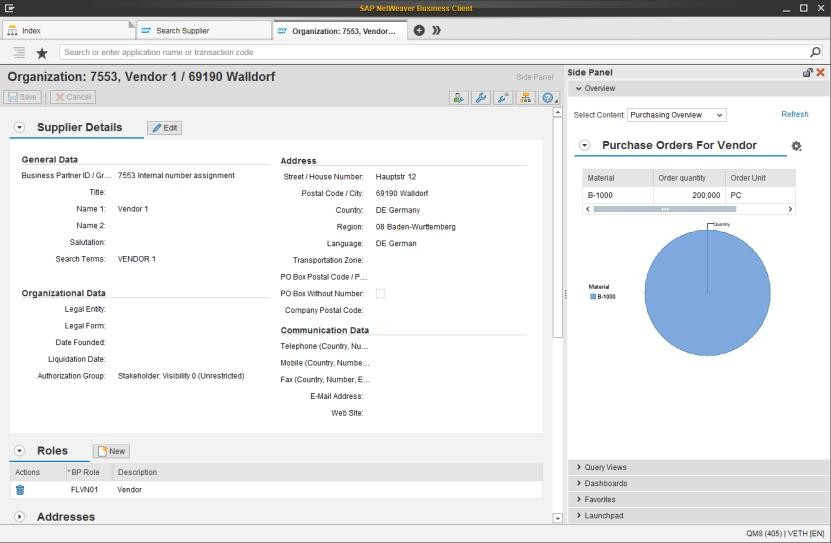 SAP NetWeaver Business Client
Index
Search Supplier
Organization: 7553, Vendor...
Search or enter application name or transaction code
Organization: 7553, Vendor 1 / 69190 Walldorf
Side Panel
Save
Cancel
Supplier Details
Edit
General Data
Business Partner ID / Gr... 7553 Internal number assignment
Title:
Name 1: Vendor 1
Name 2:
Salutation:
Search Terms: VENDOR 1
Organizational Data
Legal Entity:
Legal Form:
Date Founded:
Liquidation Date:
Authorization Group: Stakeholder: Visibility 0 (Unrestricted)
Address
Street / House Number: Hauptstr 12
Postal Code / City: 69190 Walldorf
Country: DE Germany
Region: 08 Baden-Wurttemberg
Language: DE German
Transportation Zone:
PO Box Postal Code / P...
PO Box Without Number:
Company Postal Code:
Communication Data
Telephone (Country, Nu...
Mobile (Country, Numbe...
Fax (Country, Number, E...
E-Mail Address:
Web Site:
Roles
New
Actions * BP Role Description
FLVN01 Vendor
Addresses
Side Panel
Overview
Select Content: Purchasing Overview Refresh
Purchase Orders For Vendor
Material Order quantity Order Unit
B-1000 200,000 PC
Quantity
Material
B-1000
Query Views
Dashboards
Favorites
Launchpad
QM8 (405) | VETH [EN]